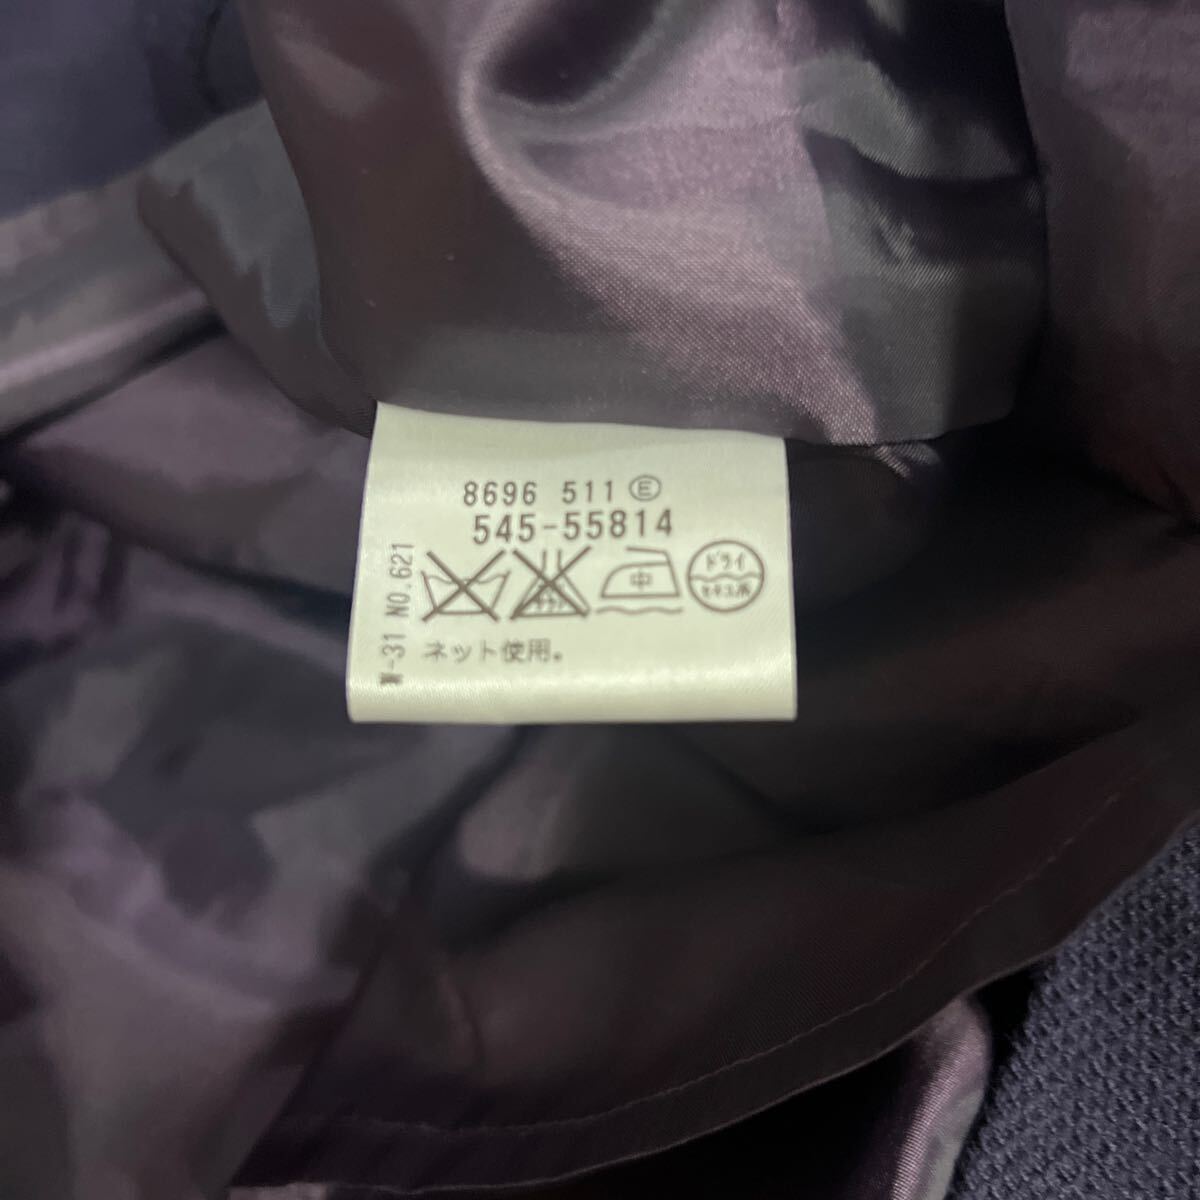 8696 511 Ⓔ
545-55814
中
ドライ
セキユ系
ネット使用。
W-31 NO.621